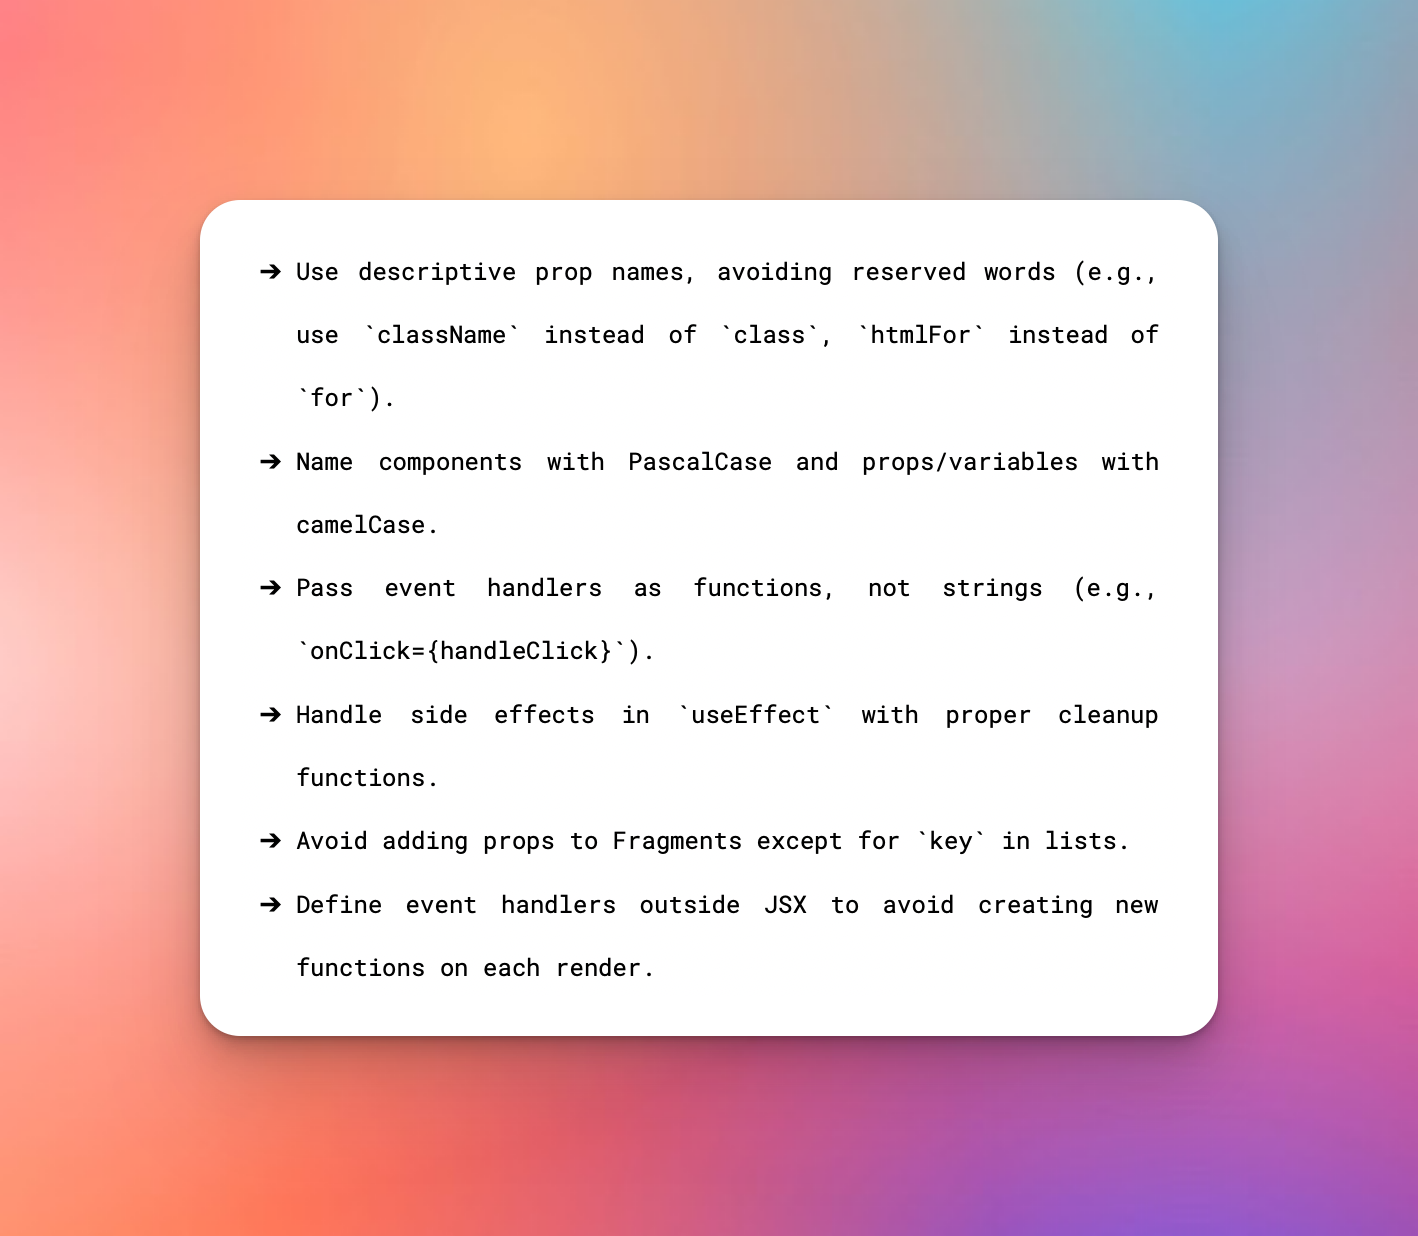 ➔ Use descriptive prop names, avoiding reserved words (e.g.,
use `className` instead of `class`, `htmlFor` instead of
`for`).
➔ Name components with PascalCase and props/variables with
camelCase.
➔ Pass event handlers as functions, not strings (e.g.,
`onClick={handleClick}`).
➔ Handle side effects in `useEffect` with proper cleanup
functions.
➔ Avoid adding props to Fragments except for `key` in lists.
➔ Define event handlers outside JSX to avoid creating new
functions on each render.